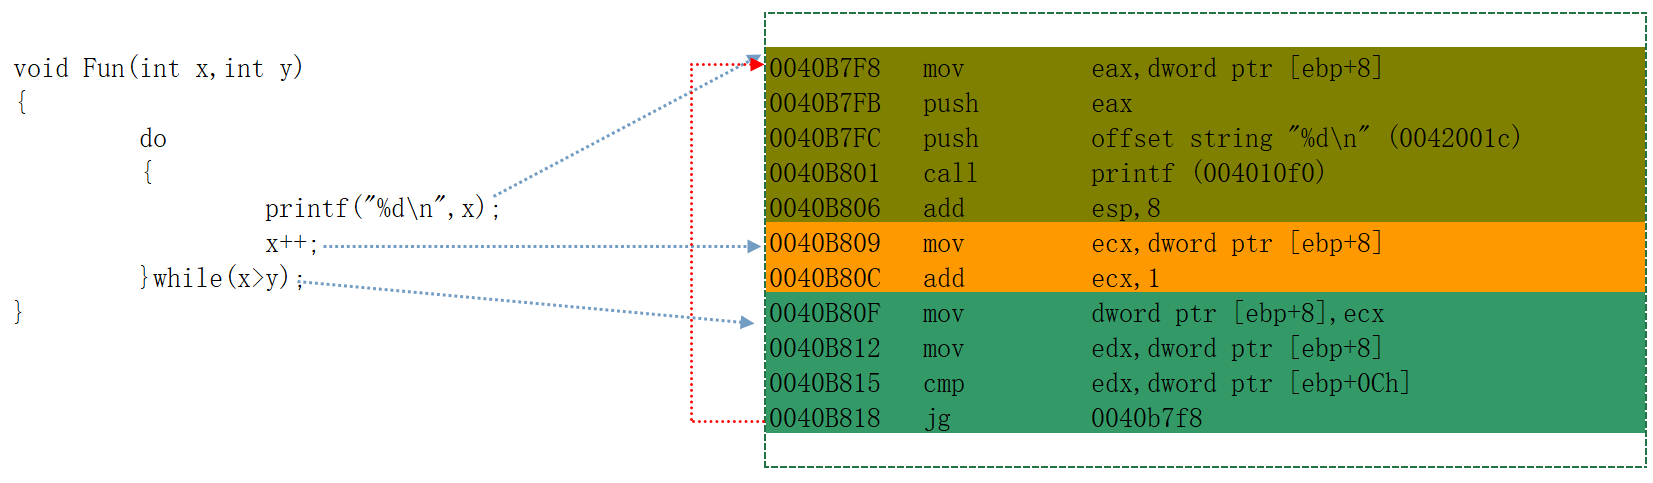 void Fun(int x,int y)
{
do
{
printf("%d\n",x);
x++;
}while(x>y);
}
0040B7F8 mov eax,dword ptr [ebp+8]
0040B7FB push eax
0040B7FC push offset string "%d\n" (0042001c)
0040B801 call printf (004010f0)
0040B806 add esp,8
0040B809 mov ecx,dword ptr [ebp+8]
0040B80C add ecx,1
0040B80F mov dword ptr [ebp+8],ecx
0040B812 mov edx,dword ptr [ebp+8]
0040B815 cmp edx,dword ptr [ebp+0Ch]
0040B818 jg 0040b7f8